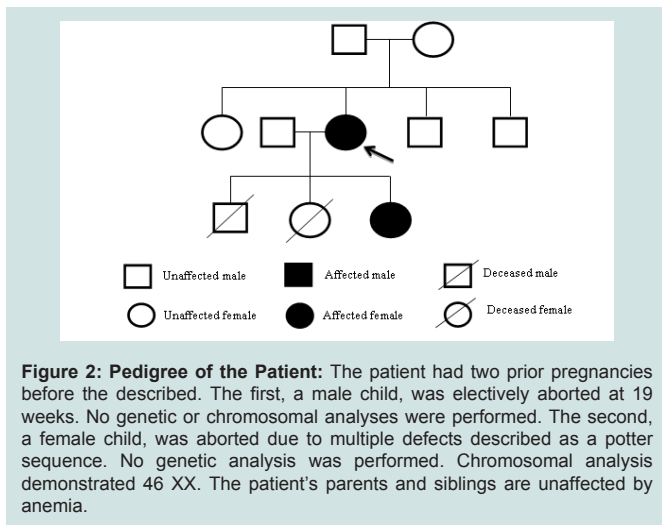 Unaffected male
Affected male
Deceased male
Unaffected female
Affected female
Deceased female
Figure 2: Pedigree of the Patient: The patient had two prior pregnancies
before the described. The first, a male child, was electively aborted at 19
weeks. No genetic or chromosomal analyses were performed. The second,
a female child, was aborted due to multiple defects described as a potter
sequence. No genetic analysis was performed. Chromosomal analysis
demonstrated 46 XX. The patient's parents and siblings are unaffected by
anemia.